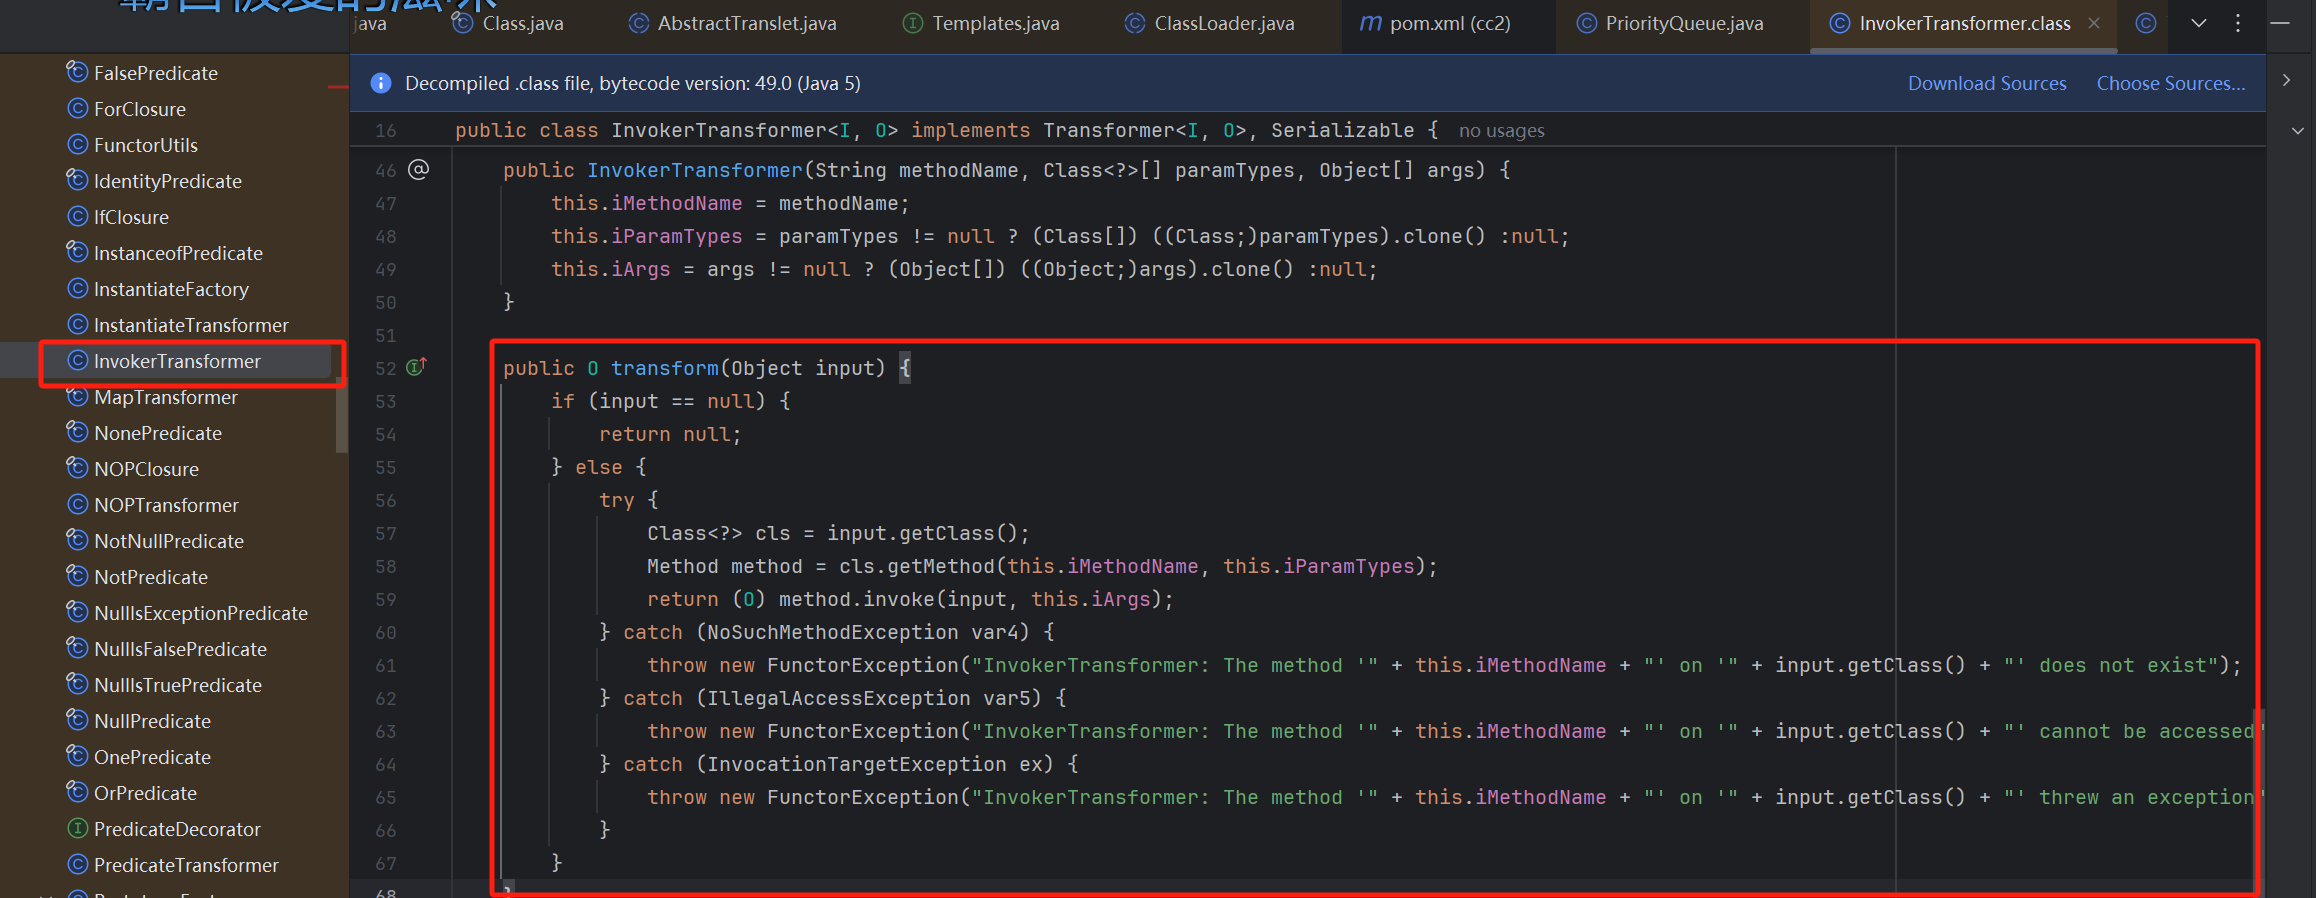 霸占被爱的滋味
java
Class.java
AbstractTranslet.java
Templates.java
ClassLoader.java
pom.xml (cc2)
PriorityQueue.java
InvokerTransformer.class
FalsePredicate
ForClosure
FunctorUtils
IdentityPredicate
IfClosure
InstanceofPredicate
InstantiateFactory
InstantiateTransformer
InvokerTransformer
MapTransformer
NonePredicate
NOPClosure
NOPTransformer
NotNullPredicate
NotPredicate
NullIsExceptionPredicate
NullIsFalsePredicate
NullIsTruePredicate
NullPredicate
OnePredicate
OrPredicate
PredicateDecorator
PredicateTransformer
Decompiled .class file, bytecode version: 49.0 (Java 5)
Download Sources
Choose Sources...
16 public class InvokerTransformer<I, O> implements Transformer<I, O>, Serializable { no usages
46 @ public InvokerTransformer(String methodName, Class<?>[] paramTypes, Object[] args) {
47 this.iMethodName = methodName;
48 this.iParamTypes = paramTypes != null ? (Class[]) ((Class;)paramTypes).clone() :null;
49 this.iArgs = args != null ? (Object[]) ((Object;)args).clone() :null;
50 }
51
52 public O transform(Object input) {
53 if (input == null) {
54 return null;
55 } else {
56 try {
57 Class<?> cls = input.getClass();
58 Method method = cls.getMethod(this.iMethodName, this.iParamTypes);
59 return (O) method.invoke(input, this.iArgs);
60 } catch (NoSuchMethodException var4) {
61 throw new FunctorException("InvokerTransformer: The method '" + this.iMethodName + "' on '" + input.getClass() + "' does not exist");
62 } catch (IllegalAccessException var5) {
63 throw new FunctorException("InvokerTransformer: The method '" + this.iMethodName + "' on '" + input.getClass() + "' cannot be accessed"
64 } catch (InvocationTargetException ex) {
65 throw new FunctorException("InvokerTransformer: The method '" + this.iMethodName + "' on '" + input.getClass() + "' threw an exception"
66 }
67 }
68 }